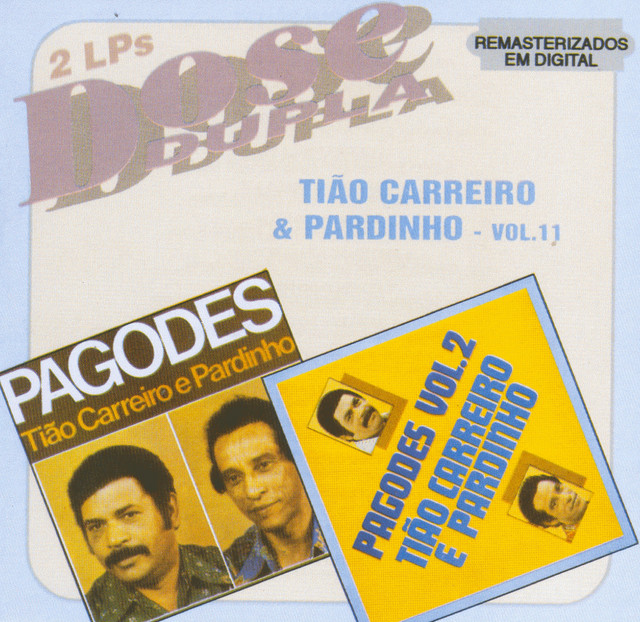 2 LPs
DOSE
DUPLA
REMASTERIZADOS
EM DIGITAL
TIÃO CARREIRO
& PARDINHO - VOL.11
PAGODES
Tião Carreiro e Pardinho
PAGODES VOL.2
TIÃO CARREIRO
E PARDINHO